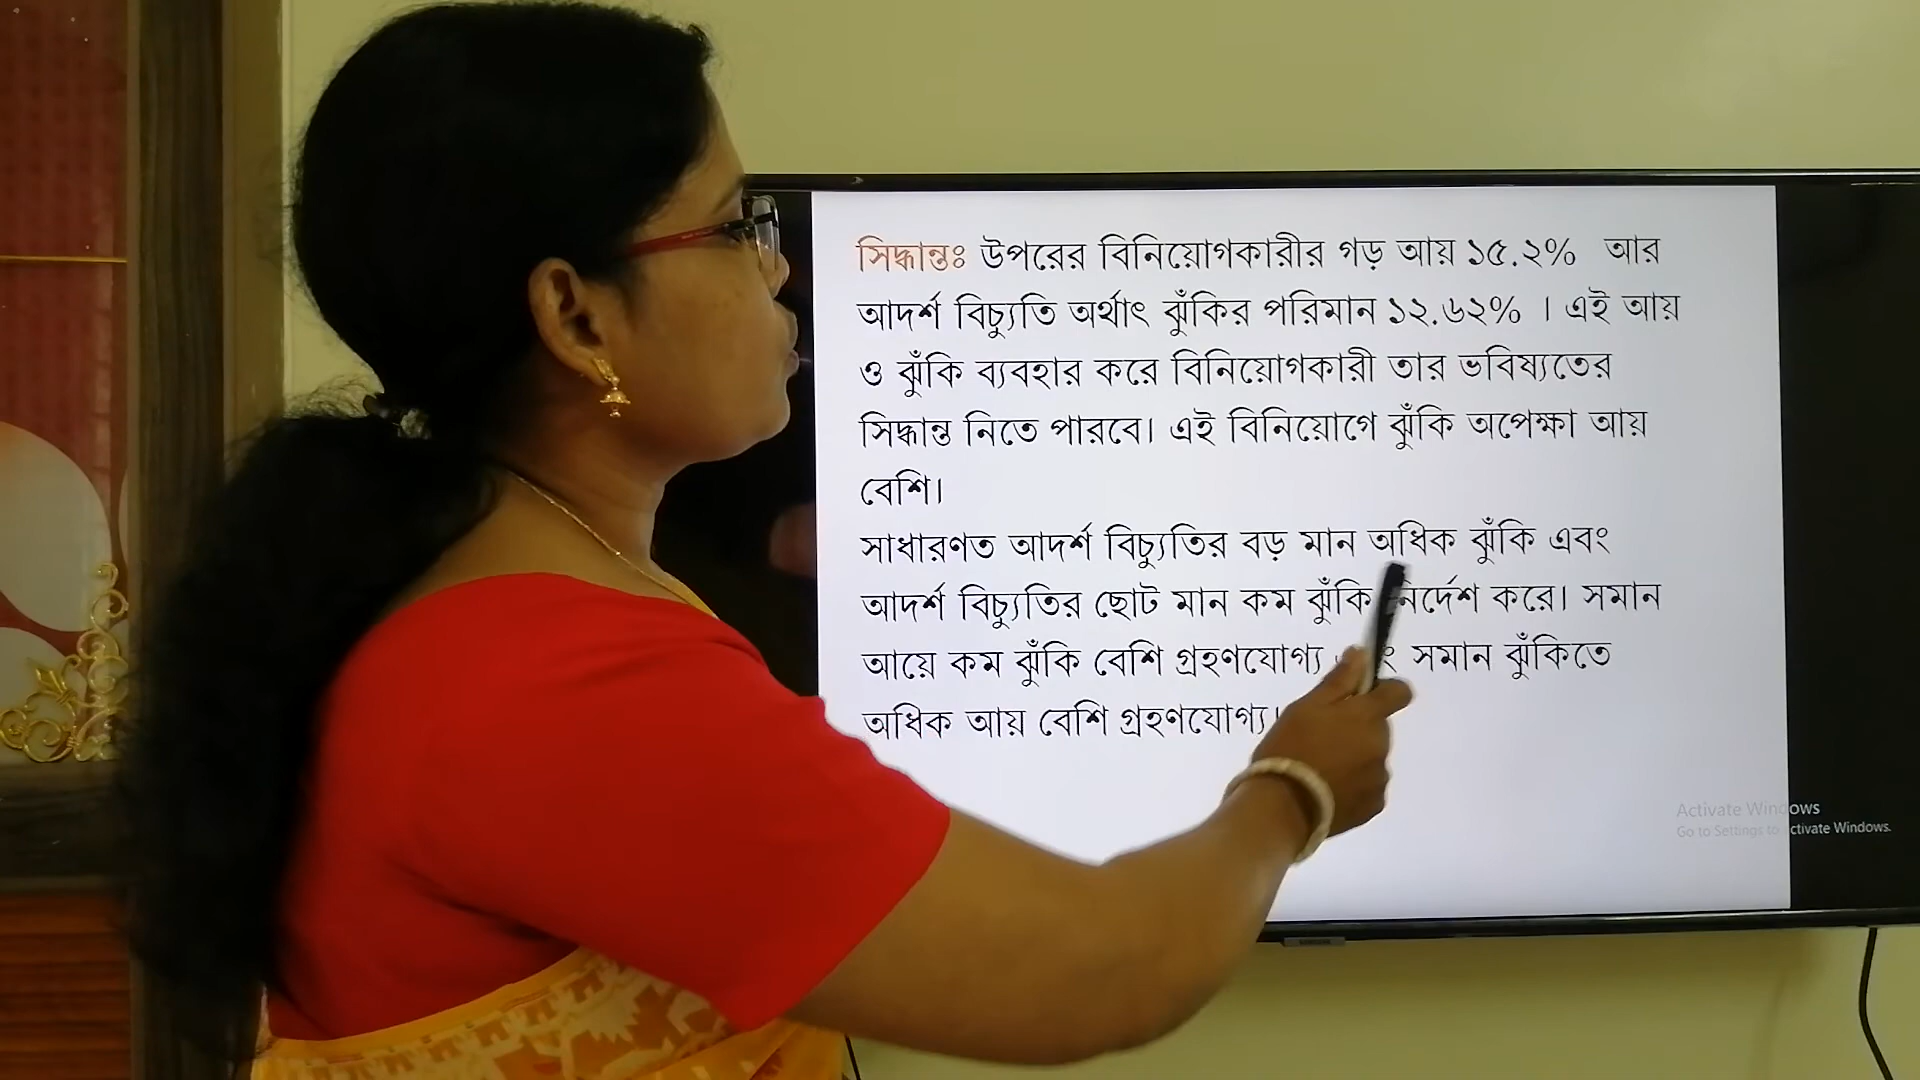 সিদ্ধান্তঃ উপরের বিনিয়োগকারীর গড় আয় ১৫.২% আর
আদর্শ বিচ্যুতি অর্থাৎ ঝুঁকির পরিমান ১২.৬২% । এই আয়
ও ঝুঁকি ব্যবহার করে বিনিয়োগকারী তার ভবিষ্যতের
সিদ্ধান্ত নিতে পারবে। এই বিনিয়োগে ঝুঁকি অপেক্ষা আয়
বেশি।
সাধারণত আদর্শ বিচ্যুতির বড় মান অধিক ঝুঁকি এবং
আদর্শ বিচ্যুতির ছোট মান কম ঝুঁকি নির্দেশ করে। সমান
আয়ে কম ঝুঁকি বেশি গ্রহণযোগ্য সমান ঝুঁকিতে
অধিক আয় বেশি গ্রহণযোগ্য।
Activate Windows
Go to Settings to activate Windows.